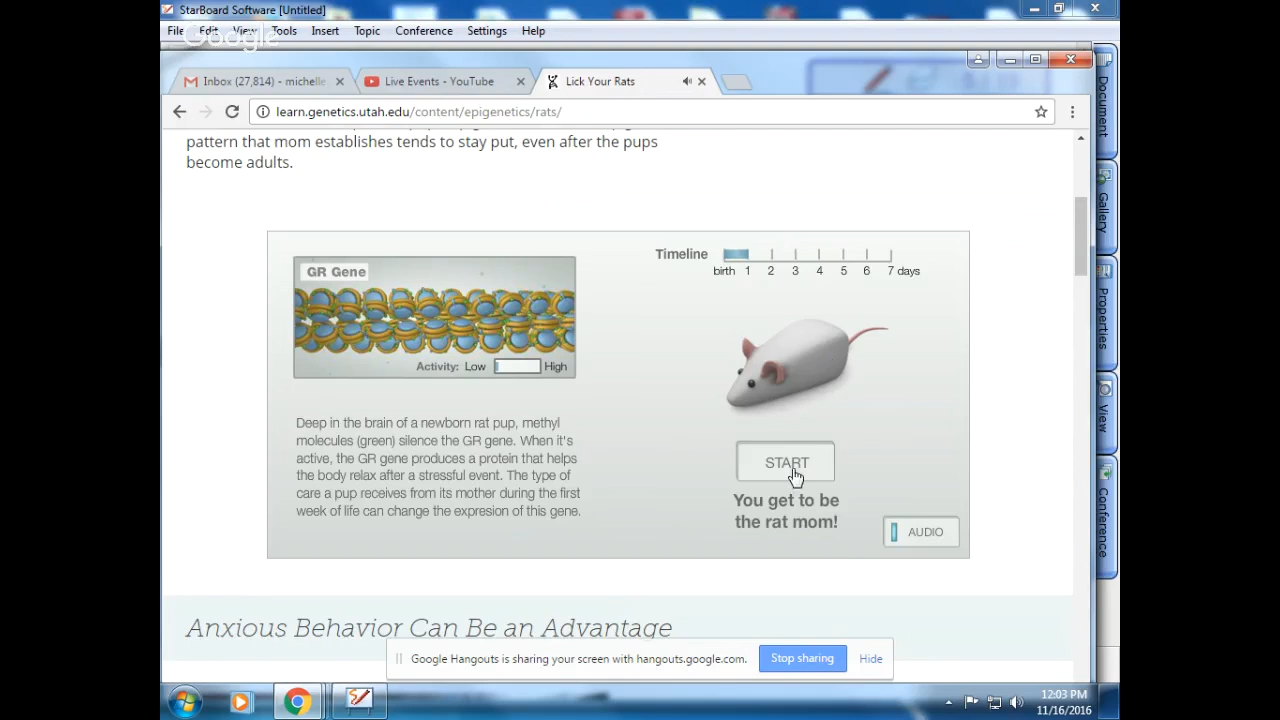 StarBoard Software [Untitled]
File Edit View Tools Insert Topic Conference Settings Help
Google
Inbox (27,814) - michelle
Live Events - YouTube
Lick Your Rats
learn.genetics.utah.edu/content/epigenetics/rats/
pattern that mom establishes tends to stay put, even after the pups
become adults.
GR Gene
Activity: Low High
Deep in the brain of a newborn rat pup, methyl
molecules (green) silence the GR gene. When it's
active, the GR gene produces a protein that helps
the body relax after a stressful event. The type of
care a pup receives from its mother during the first
week of life can change the expresion of this gene.
Timeline
birth 1 2 3 4 5 6 7 days
START
You get to be
the rat mom!
AUDIO
Anxious Behavior Can Be an Advantage
Google Hangouts is sharing your screen with hangouts.google.com.
Stop sharing
Hide
Document
Gallery
Properties
View
Conference
12:03 PM
11/16/2016